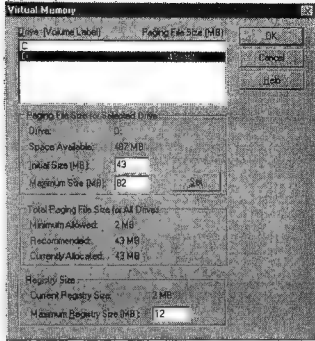 Virtual Memory
Drive [Volume Label] Paging File Size (MB)
OK
C
Cancel
Help
Paging File Size for Selected Drive
Drive: D:
Space Available: 487 MB
Initial Size (MB): 43
Maximum Size (MB): 82 Set
Total Paging File Size for All Drives
Minimum Allowed: 2 MB
Recommended: 43 MB
Currently Allocated: 43 MB
Registry Size
Current Registry Size: 2 MB
Maximum Registry Size (MB): 12